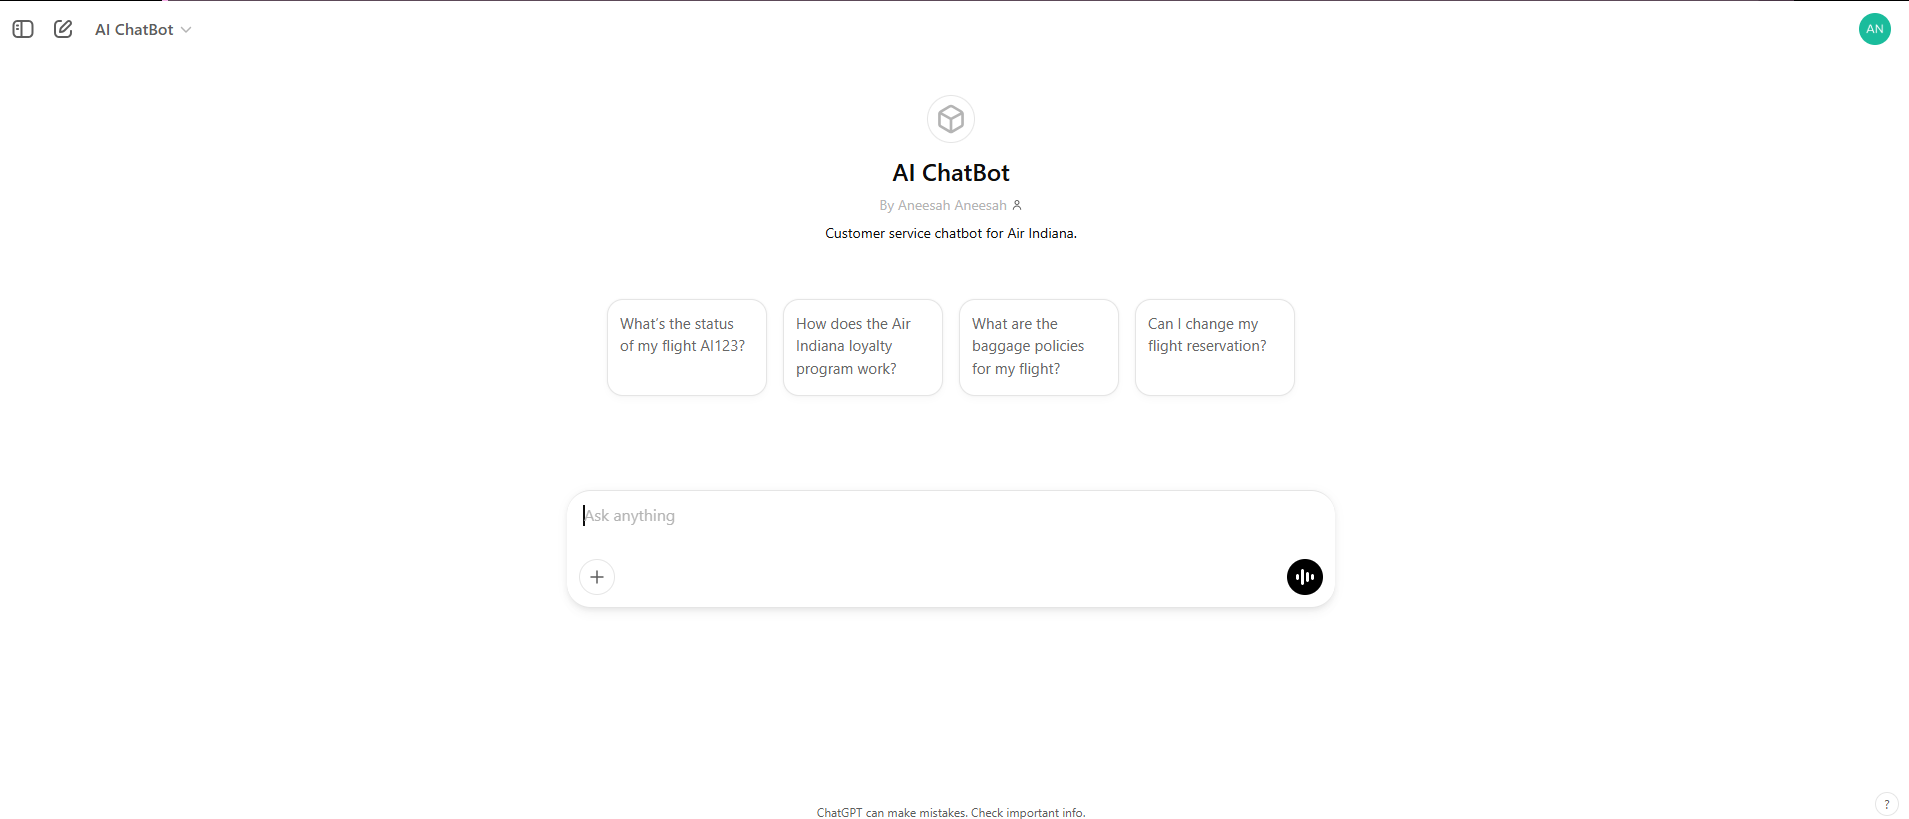 AI ChatBot
AN
AI ChatBot
By Aneesah Aneesah
Customer service chatbot for Air Indiana.
What's the status
of my flight AI123?
How does the Air
Indiana loyalty
program work?
What are the
baggage policies
for my flight?
Can I change my
flight reservation?
Ask anything
ChatGPT can make mistakes. Check important info.
?